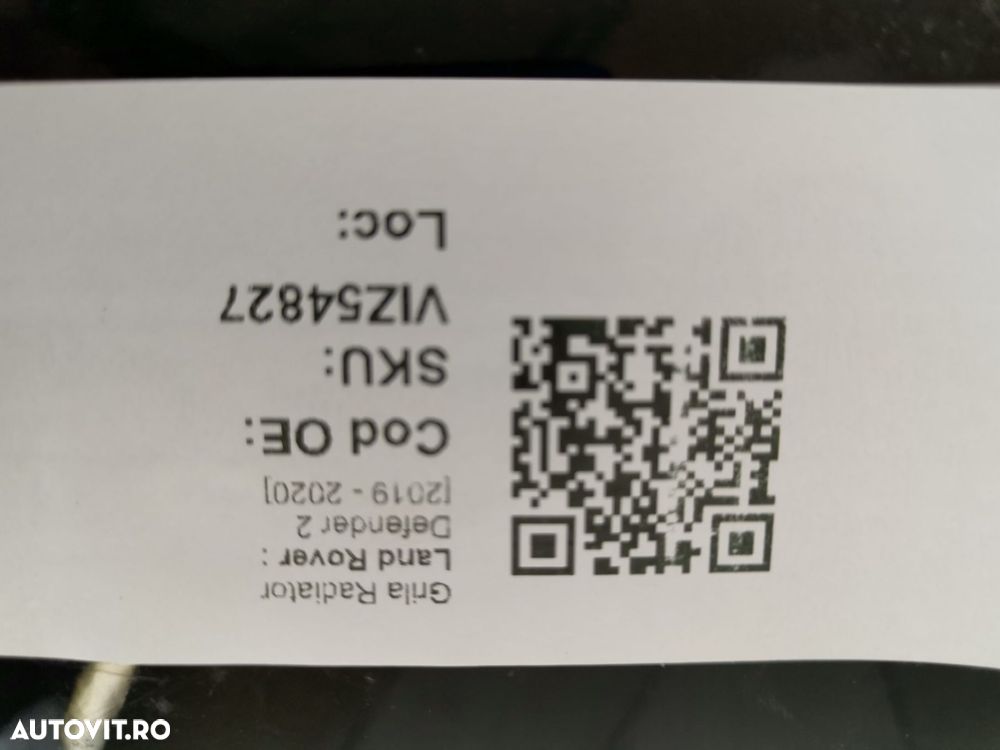 Grila Radiator
Land Rover :
Defender 2
[2019 - 2020]
Cod OE:
SKU:
VIZ54827
Loc:
AUTOVIT.RO